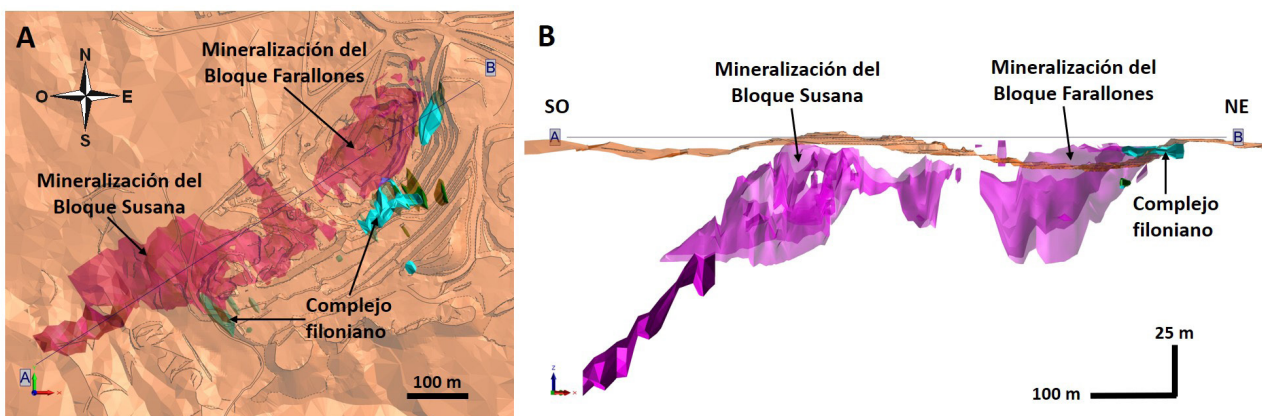 A
N
O
E
S
Mineralización del
Bloque Farallones
B
Mineralización del
Bloque Susana
Complejo
filoniano
A
x
100 m
B
Mineralización del
Bloque Susana
Mineralización del
Bloque Farallones
SO
NE
A
B
Complejo
filoniano
25 m
z
x
100 m